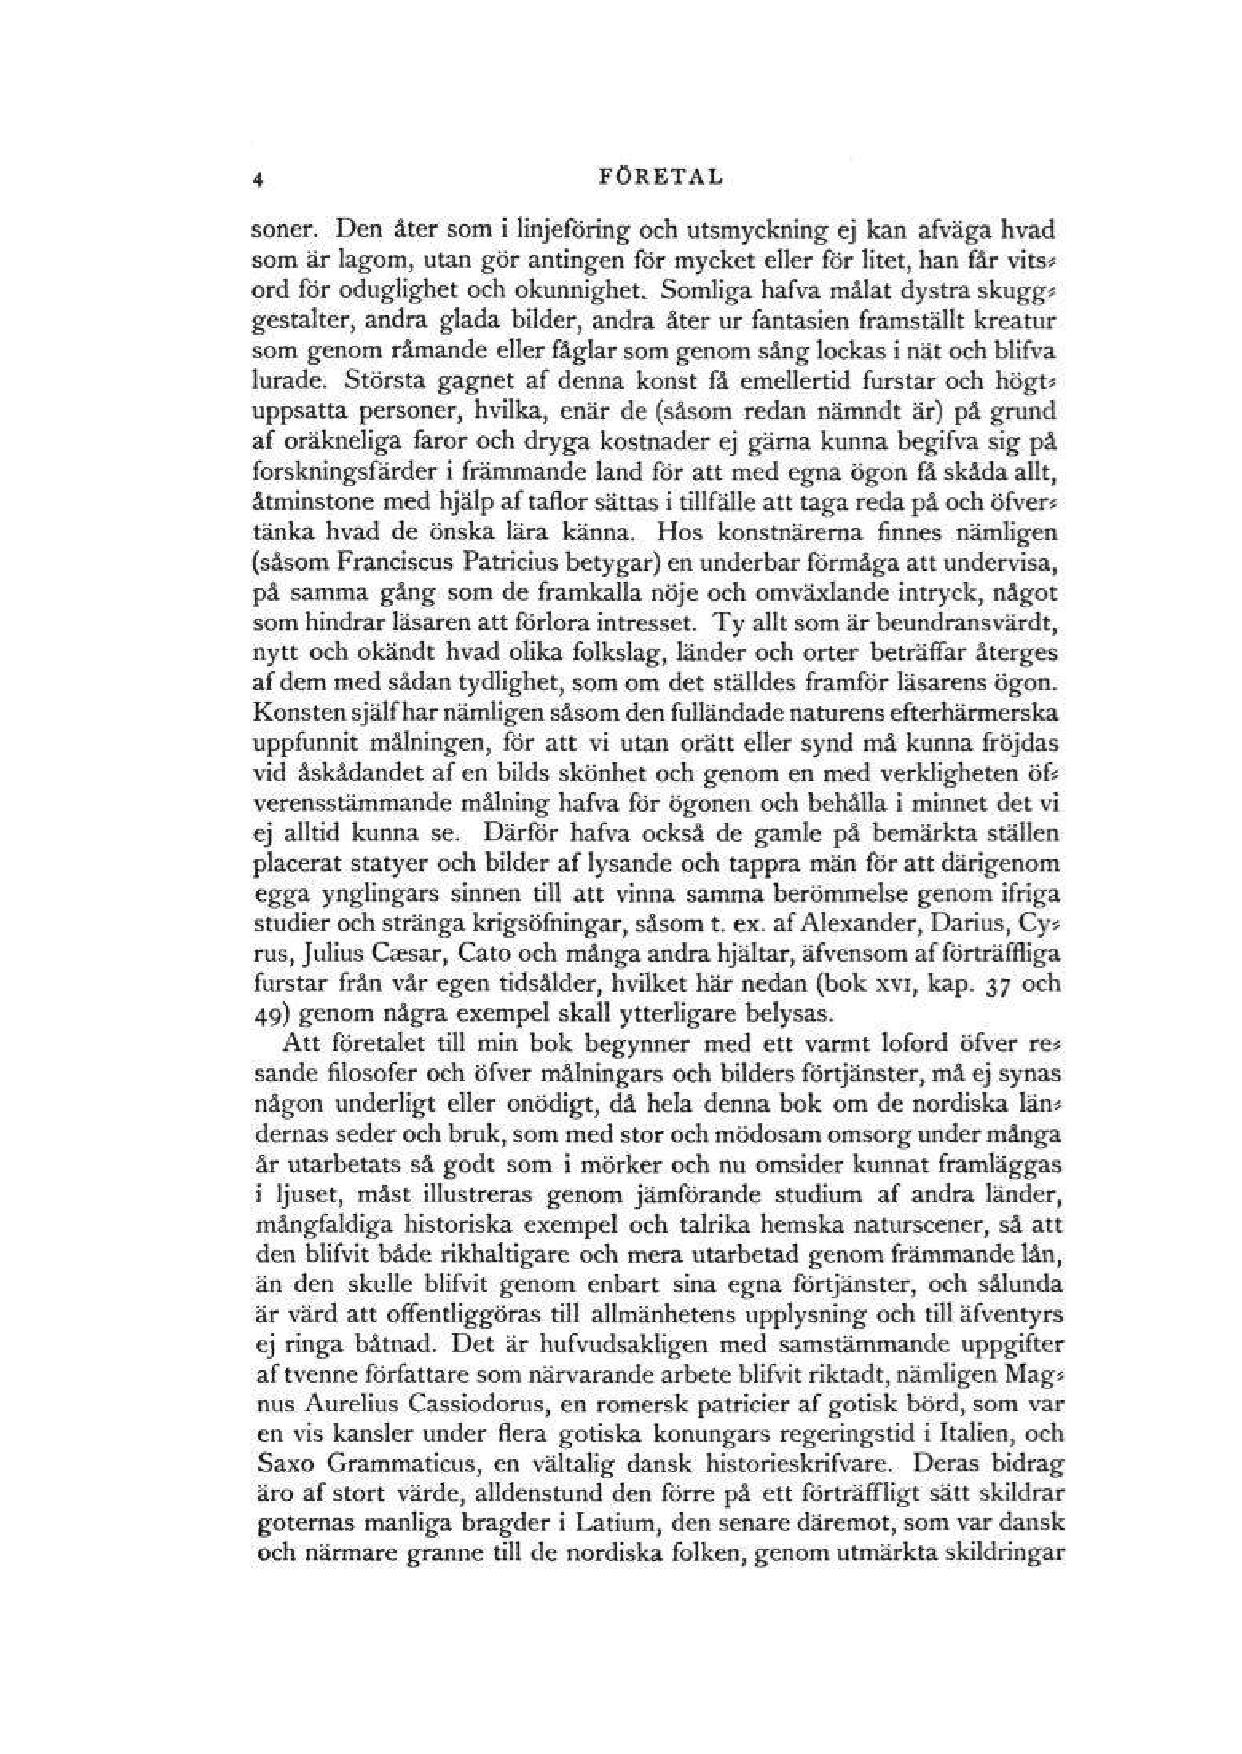 4 FÖRETAL
soner. Den åter som i linjeföring och utsmyckning ej kan afväga hvad
som är lagom, utan gör antingen för mycket eller för litet, han får vits⸗
ord för oduglighet och okunnighet. Somliga hafva målat dystra skugg⸗
gestalter, andra glada bilder, andra åter ur fantasien framställt kreatur
som genom råmande eller fåglar som genom sång lockas i nät och blifva
lurade. Största gagnet af denna konst få emellertid furstar och högt⸗
uppsatta personer, hvilka, enär de (såsom redan nämndt är) på grund
af oräkneliga faror och dryga kostnader ej gärna kunna begifva sig på
forskningsfärder i främmande land för att med egna ögon få skåda allt,
åtminstone med hjälp af taflor sättas i tillfälle att taga reda på och öfver⸗
tänka hvad de önska lära känna. Hos konstnärerna finnes nämligen
(såsom Franciscus Patricius betygar) en underbar förmåga att undervisa,
på samma gång som de framkalla nöje och omväxlande intryck, något
som hindrar läsaren att förlora intresset. Ty allt som är beundransvärdt,
nytt och okändt hvad olika folkslag, länder och orter beträffar återges
af dem med sådan tydlighet, som om det ställdes framför läsarens ögon.
Konsten själf har nämligen såsom den fulländade naturens efterhärmerska
uppfunnit målningen, för att vi utan orätt eller synd må kunna fröjdas
vid åskådandet af en bilds skönhet och genom en med verkligheten öf⸗
verensstämmande målning hafva för ögonen och behålla i minnet det vi
ej alltid kunna se. Därför hafva också de gamle på bemärkta ställen
placerat statyer och bilder af lysande och tappra män för att därigenom
egga ynglingars sinnen till att vinna samma berömmelse genom ifriga
studier och stränga krigsöfningar, såsom t. ex. af Alexander, Darius, Cy⸗
rus, Julius Cæsar, Cato och många andra hjältar, äfvensom af förträffliga
furstar från vår egen tidsålder, hvilket här nedan (bok XVI, kap. 37 och
49) genom några exempel skall ytterligare belysas.
Att företalet till min bok begynner med ett varmt loford öfver re⸗
sande filosofer och öfver målningars och bilders förtjänster, må ej synas
någon underligt eller onödigt, då hela denna bok om de nordiska län⸗
dernas seder och bruk, som med stor och mödosam omsorg under många
år utarbetats så godt som i mörker och nu omsider kunnat framläggas
i ljuset, måst illustreras genom jämförande studium af andra länder,
mångfaldiga historiska exempel och talrika hemska naturscener, så att
den blifvit både rikhaltigare och mera utarbetad genom främmande lån,
än den skulle blifvit genom enbart sina egna förtjänster, och sålunda
är värd att offentliggöras till allmänhetens upplysning och till äfventyrs
ej ringa båtnad. Det är hufvudsakligen med samstämmande uppgifter
af tvenne författare som närvarande arbete blifvit riktadt, nämligen Mag⸗
nus Aurelius Cassiodorus, en romersk patricier af gotisk börd, som var
en vis kansler under flera gotiska konungars regeringstid i Italien, och
Saxo Grammaticus, en vältalig dansk historieskrifvare. Deras bidrag
äro af stort värde, alldenstund den förre på ett förträffligt sätt skildrar
goternas manliga bragder i Latium, den senare däremot, som var dansk
och närmare granne till de nordiska folken, genom utmärkta skildringar